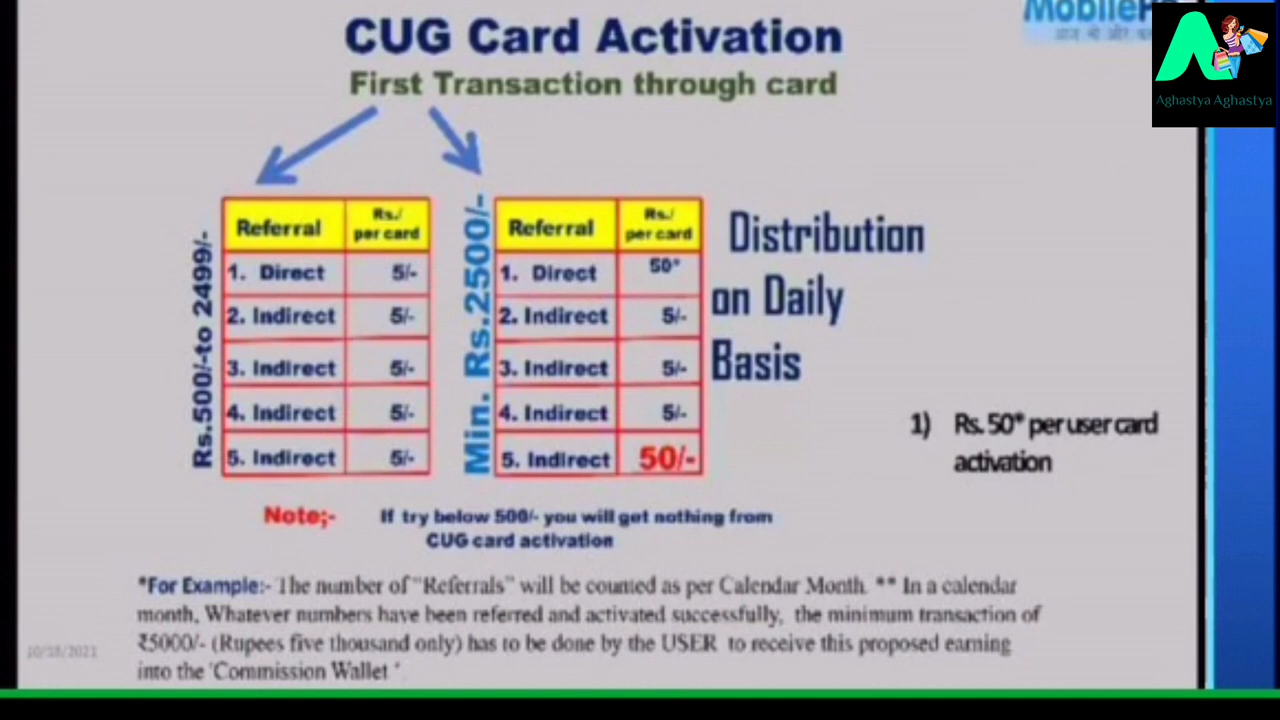 CUG Card Activation
First Transaction through card
Aghastya Aghastya
Rs.500/-to 2499/-
Referral Rs./ per card
1. Direct 5/-
2. Indirect 5/-
3. Indirect 5/-
4. Indirect 5/-
5. Indirect 5/-
Min. Rs.2500/-
Referral Rs./ per card
1. Direct 50*
2. Indirect 5/-
3. Indirect 5/-
4. Indirect 5/-
5. Indirect 50/-
Distribution
on Daily
Basis
1) Rs. 50* per user card
activation
Note;- If try below 500/- you will get nothing from
CUG card activation
*For Example:- The number of "Referrals" will be counted as per Calendar Month. ** In a calendar
month, Whatever numbers have been referred and activated successfully, the minimum transaction of
₹5000/- (Rupees five thousand only) has to be done by the USER to receive this proposed earning
into the 'Commission Wallet '
10/18/2021